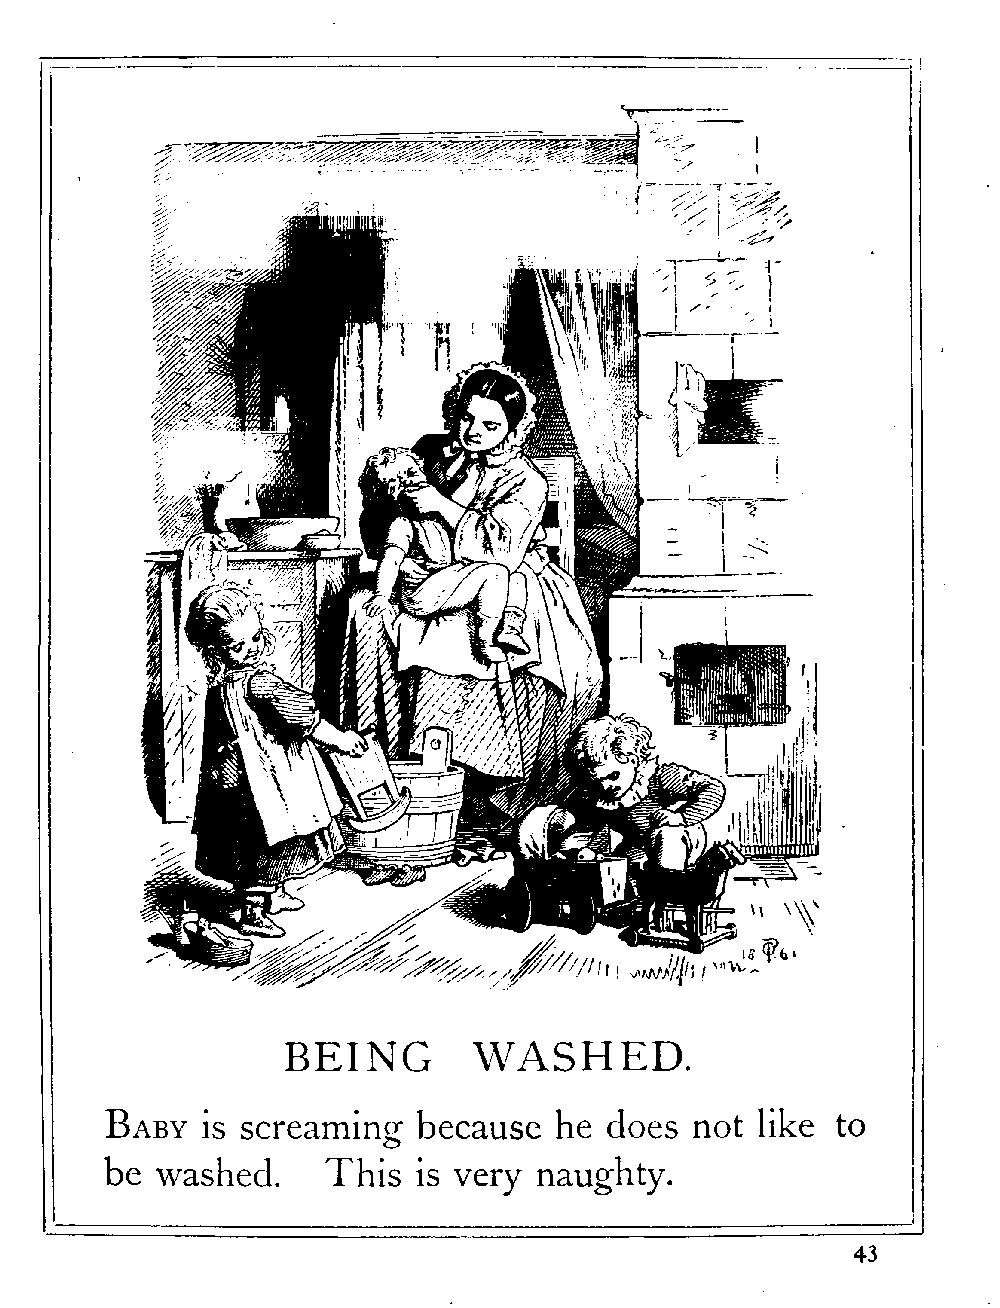 18 61
BEING WASHED.
BABY is screaming because he does not like to
be washed. This is very naughty.
43